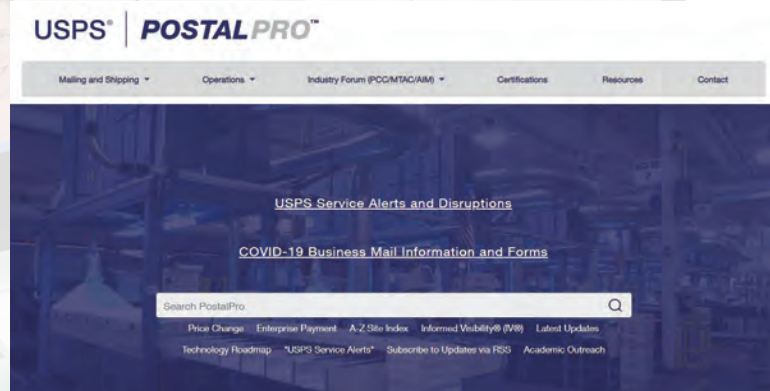 USPS® | POSTALPRO™
Mailing and Shipping Operations Industry Forum (PCC/MTAC/AIM) Certifications Resources Contact
USPS Service Alerts and Disruptions
COVID-19 Business Mail Information and Forms
Search PostalPro
Price Change Enterprise Payment A-Z Site Index Informed Visibility® (IV®) Latest Updates
Technology Roadmap *USPS Service Alerts* Subscribe to Updates via RSS Academic Outreach